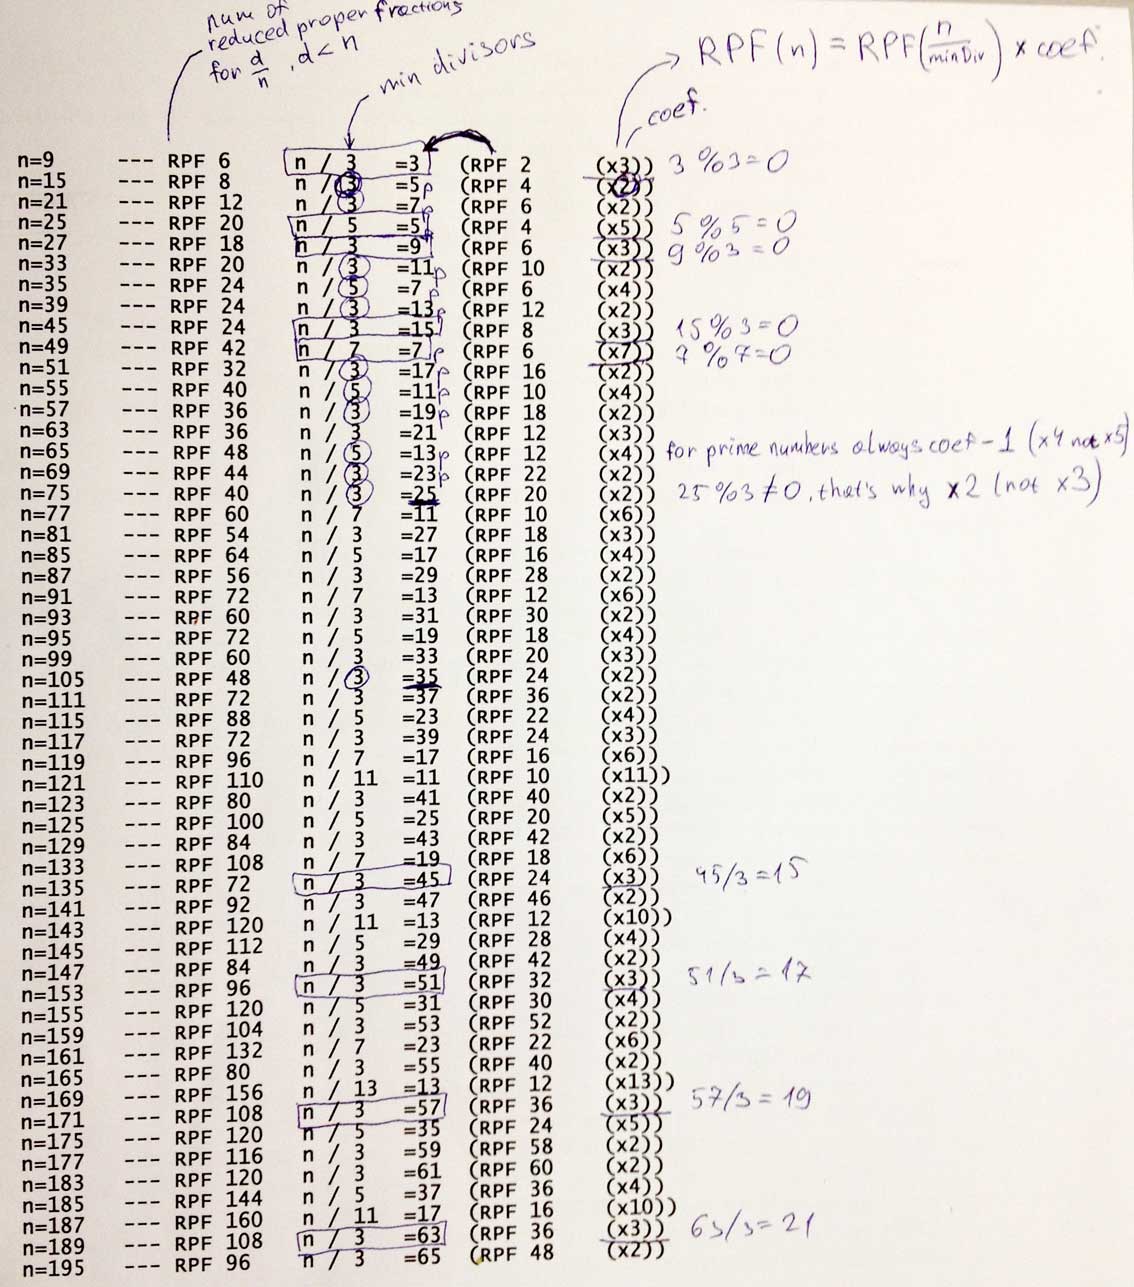 num of
reduced proper fractions
for d/n , d < n
min divisors
RPF(n) = RPF(n/minDiv) × coef.
coef.
n=9 --- RPF 6 n / 3 =3 (RPF 2 (x3)) 3 %3=0
n=15 --- RPF 8 n / 3 =5 p (RPF 4 (x2))
n=21 --- RPF 12 n / 3 =7 p (RPF 6 (x2))
n=25 --- RPF 20 n / 5 =5 p (RPF 4 (x5)) 5 %5=0
n=27 --- RPF 18 n / 3 =9 (RPF 6 (x3)) 9 %3=0
n=33 --- RPF 20 n / 3 =11 p (RPF 10 (x2))
n=35 --- RPF 24 n / 5 =7 p (RPF 6 (x4))
n=39 --- RPF 24 n / 3 =13 p (RPF 12 (x2))
n=45 --- RPF 24 n / 3 =15 (RPF 8 (x3)) 15%3=0
n=49 --- RPF 42 n / 7 =7 p (RPF 6 (x7)) 7 %7=0
n=51 --- RPF 32 n / 3 =17 p (RPF 16 (x2))
n=55 --- RPF 40 n / 5 =11 p (RPF 10 (x4))
n=57 --- RPF 36 n / 3 =19 p (RPF 18 (x2))
n=63 --- RPF 36 n / 3 =21 (RPF 12 (x3))
n=65 --- RPF 48 n / 5 =13 p (RPF 12 (x4)) for prime numbers always coef-1 (x4 not x5)
n=69 --- RPF 44 n / 3 =23 p (RPF 22 (x2))
n=75 --- RPF 40 n / 3 =25 (RPF 20 (x2)) 25%3≠0, that's why x2 (not x3)
n=77 --- RPF 60 n / 7 =11 (RPF 10 (x6))
n=81 --- RPF 54 n / 3 =27 (RPF 18 (x3))
n=85 --- RPF 64 n / 5 =17 (RPF 16 (x4))
n=87 --- RPF 56 n / 3 =29 (RPF 28 (x2))
n=91 --- RPF 72 n / 7 =13 (RPF 12 (x6))
n=93 --- RPF 60 n / 3 =31 (RPF 30 (x2))
n=95 --- RPF 72 n / 5 =19 (RPF 18 (x4))
n=99 --- RPF 60 n / 3 =33 (RPF 20 (x3))
n=105 --- RPF 48 n / 3 =35 (RPF 24 (x2))
n=111 --- RPF 72 n / 3 =37 (RPF 36 (x2))
n=115 --- RPF 88 n / 5 =23 (RPF 22 (x4))
n=117 --- RPF 72 n / 3 =39 (RPF 24 (x3))
n=119 --- RPF 96 n / 7 =17 (RPF 16 (x6))
n=121 --- RPF 110 n / 11 =11 (RPF 10 (x11))
n=123 --- RPF 80 n / 3 =41 (RPF 40 (x2))
n=125 --- RPF 100 n / 5 =25 (RPF 20 (x5))
n=129 --- RPF 84 n / 3 =43 (RPF 42 (x2))
n=133 --- RPF 108 n / 7 =19 (RPF 18 (x6))
n=135 --- RPF 72 n / 3 =45 (RPF 24 (x3)) 45/3=15
n=141 --- RPF 92 n / 3 =47 (RPF 46 (x2))
n=143 --- RPF 120 n / 11 =13 (RPF 12 (x10))
n=145 --- RPF 112 n / 5 =29 (RPF 28 (x4))
n=147 --- RPF 84 n / 3 =49 (RPF 42 (x2))
n=153 --- RPF 96 n / 3 =51 (RPF 32 (x3)) 51/3=17
n=155 --- RPF 120 n / 5 =31 (RPF 30 (x4))
n=159 --- RPF 104 n / 3 =53 (RPF 52 (x2))
n=161 --- RPF 132 n / 7 =23 (RPF 22 (x6))
n=165 --- RPF 80 n / 3 =55 (RPF 40 (x2))
n=169 --- RPF 156 n / 13 =13 (RPF 12 (x13))
n=171 --- RPF 108 n / 3 =57 (RPF 36 (x3)) 57/3=19
n=175 --- RPF 120 n / 5 =35 (RPF 24 (x5))
n=177 --- RPF 116 n / 3 =59 (RPF 58 (x2))
n=183 --- RPF 120 n / 3 =61 (RPF 60 (x2))
n=185 --- RPF 144 n / 5 =37 (RPF 36 (x4))
n=187 --- RPF 160 n / 11 =17 (RPF 16 (x10))
n=189 --- RPF 108 n / 3 =63 (RPF 36 (x3)) 63/3=21
n=195 --- RPF 96 n / 3 =65 (RPF 48 (x2))